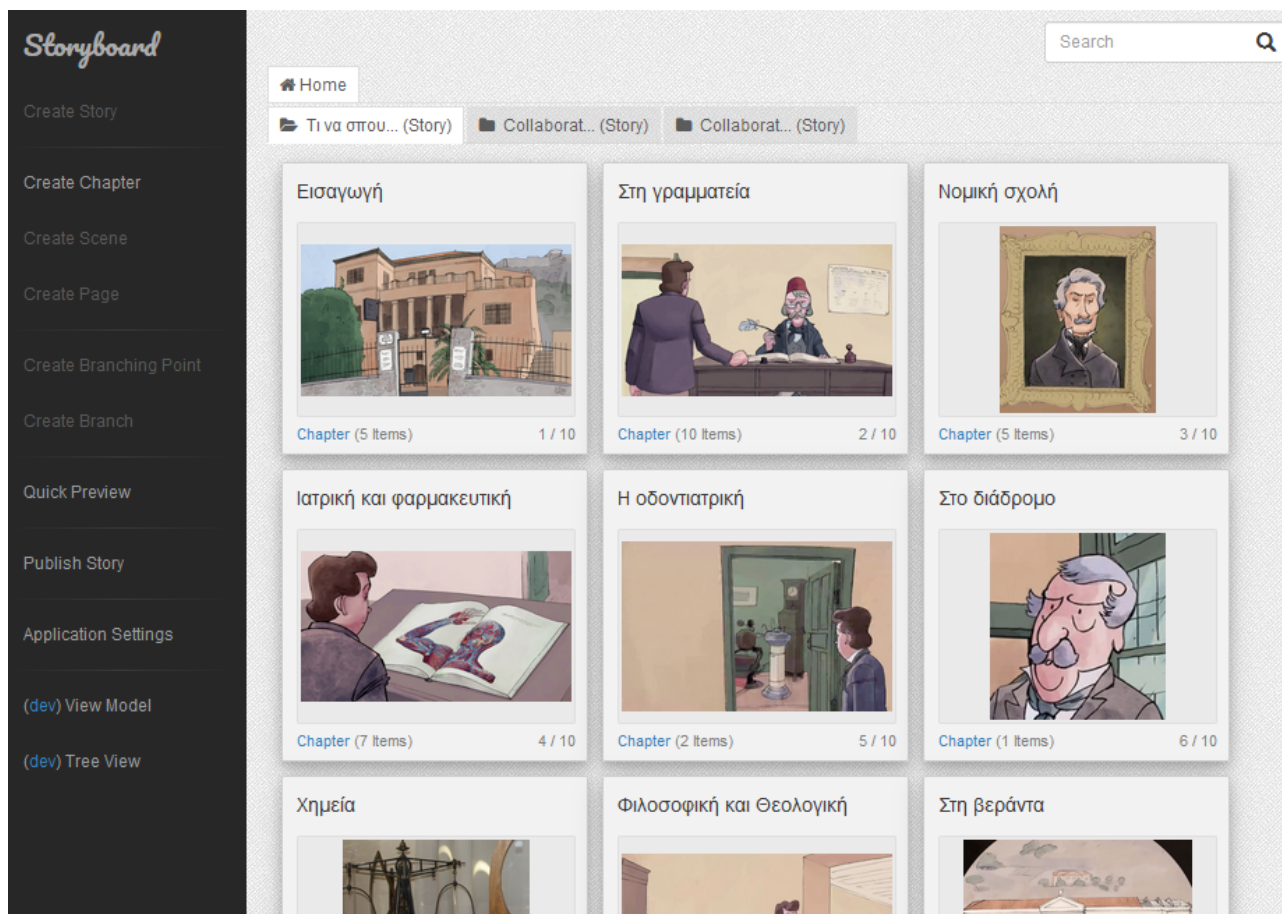 Storyboard
Create Story
Create Chapter
Create Scene
Create Page
Create Branching Point
Create Branch
Quick Preview
Publish Story
Application Settings
(dev) View Model
(dev) Tree View
Search
Home
Τι να σπου... (Story) Collaborat... (Story) Collaborat... (Story)
Εισαγωγή
Chapter (5 Items) 1 / 10
Στη γραμματεία
Chapter (10 Items) 2 / 10
Νομική σχολή
Chapter (5 Items) 3 / 10
Ιατρική και φαρμακευτική
Chapter (7 Items) 4 / 10
Η οδοντιατρική
Chapter (2 Items) 5 / 10
Στο διάδρομο
Chapter (1 Items) 6 / 10
Χημεία
Φιλοσοφική και Θεολογική
Στη βεράντα